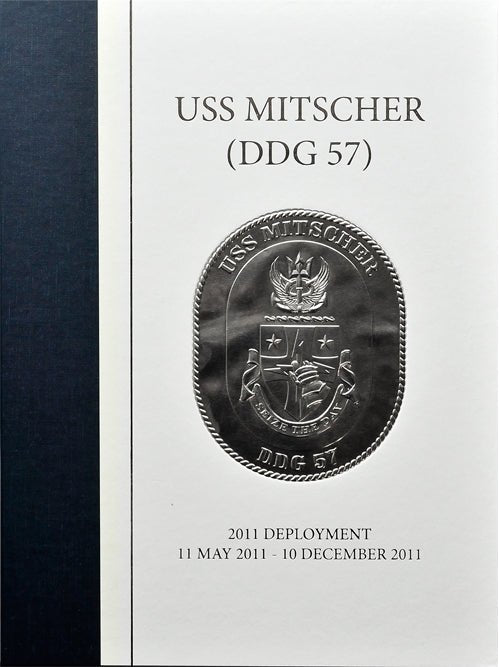 USS MITSCHER
(DDG 57)
USS MITSCHER
SEIZE THE DAY
DDG 57
2011 DEPLOYMENT
11 MAY 2011 - 10 DECEMBER 2011